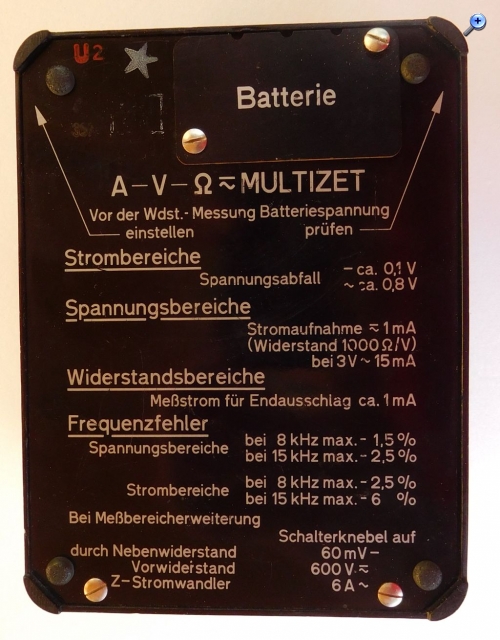 U2
Batterie
A–V–Ω≂MULTIZET
Vor der Wdst.-Messung Batteriespannung
einstellen prüfen
Strombereiche
Spannungsabfall – ca. 0,1 V
~ ca. 0,8 V
Spannungsbereiche
Stromaufnahme ≂ 1 mA
(Widerstand 1000 Ω/V)
bei 3 V ~ 15 mA
Widerstandsbereiche
Meßstrom für Endausschlag ca. 1 mA
Frequenzfehler
Spannungsbereiche bei 8 kHz max. - 1,5 %
bei 15 kHz max. - 2,5 %
Strombereiche bei 8 kHz max. - 2,5 %
bei 15 kHz max. - 6 %
Bei Meßbereicherweiterung
Schalterknebel auf
durch Nebenwiderstand 60 mV –
Vorwiderstand 600 V ≂
Z-Stromwandler 6 A ~